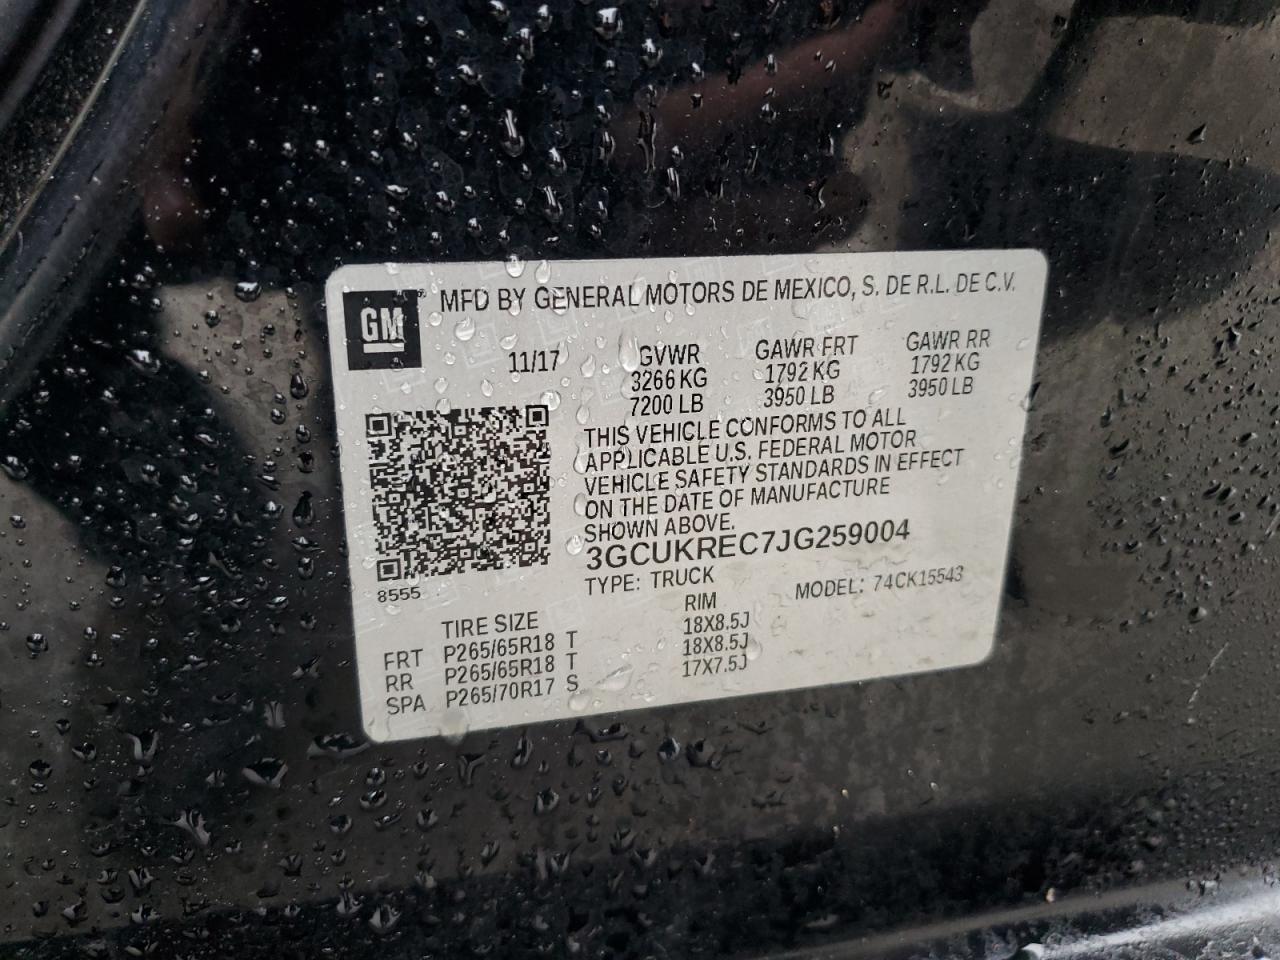 GM
MFD BY GENERAL MOTORS DE MEXICO, S. DE R.L. DE C.V.
11/17
GVWR GAWR FRT GAWR RR
3266 KG 1792 KG 1792 KG
7200 LB 3950 LB 3950 LB
THIS VEHICLE CONFORMS TO ALL
APPLICABLE U.S. FEDERAL MOTOR
VEHICLE SAFETY STANDARDS IN EFFECT
ON THE DATE OF MANUFACTURE
SHOWN ABOVE.
3GCUKREC7JG259004
8555
TYPE: TRUCK MODEL: 74CK15543
TIRE SIZE RIM
FRT P265/65R18 T 18X8.5J
RR P265/65R18 T 18X8.5J
SPA P265/70R17 S 17X7.5J